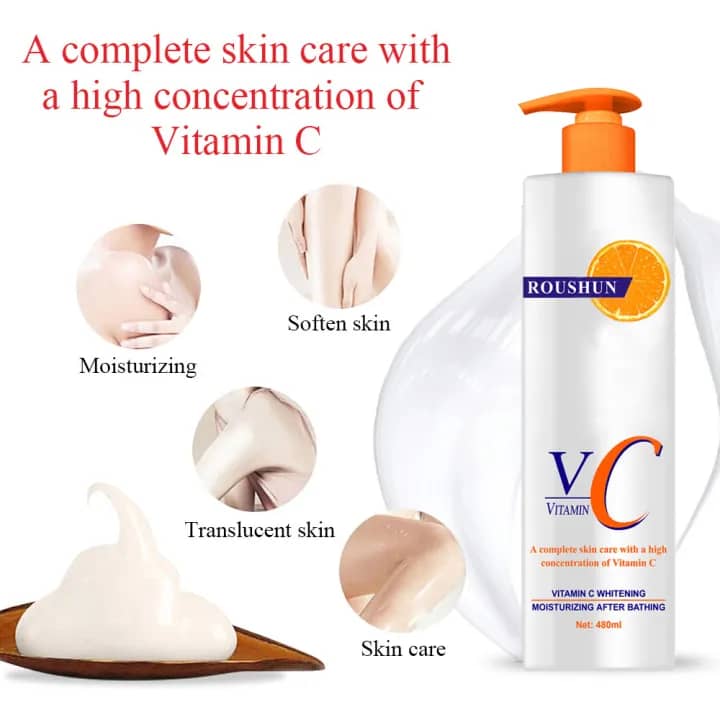 A complete skin care with
a high concentration of
Vitamin C
Moisturizing
Soften skin
Translucent skin
Skin care
ROUSHUN
VC
VITAMIN
A complete skin care with a high
concentration of Vitamin C
VITAMIN C WHITENING
MOISTURIZING AFTER BATHING
Net: 480ml